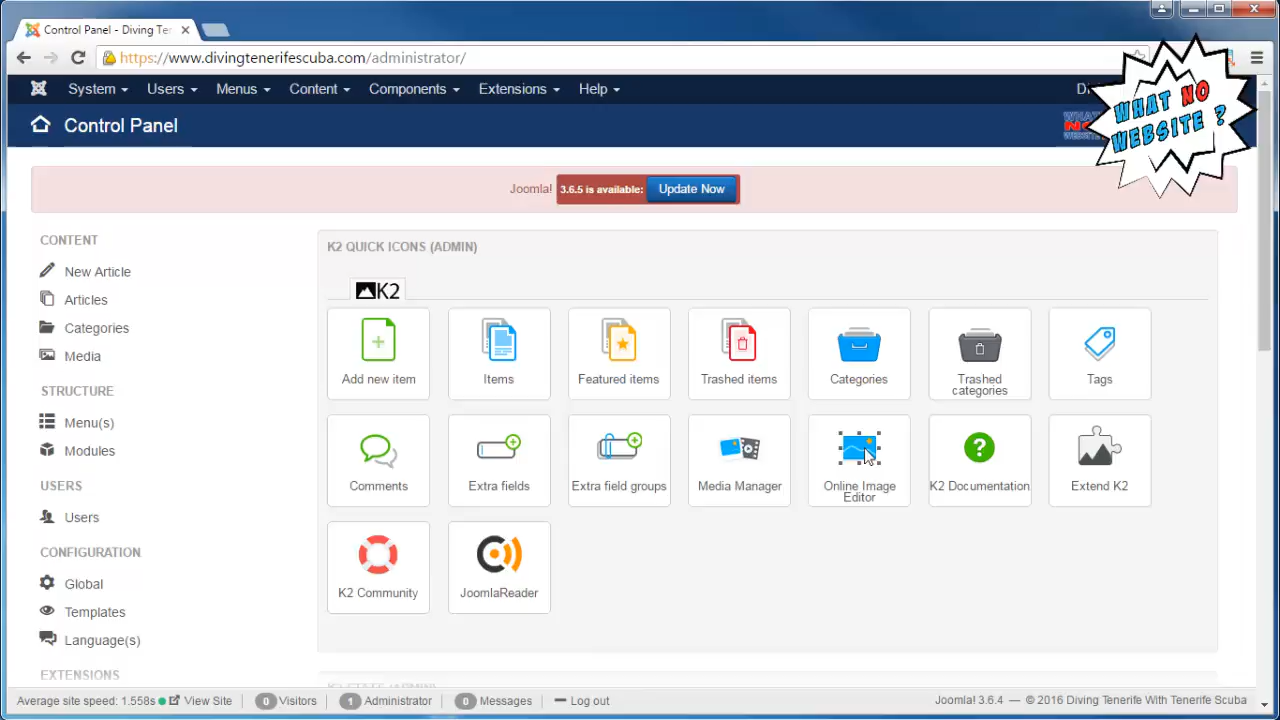 Control Panel - Diving Ten
https://www.divingtenerifescuba.com/administrator/
System Users Menus Content Components Extensions Help
Control Panel
WHAT NO
WEBSITE ?
Joomla! 3.6.5 is available: Update Now
CONTENT
New Article
Articles
Categories
Media
STRUCTURE
Menu(s)
Modules
USERS
Users
CONFIGURATION
Global
Templates
Language(s)
EXTENSIONS
K2 QUICK ICONS (ADMIN)
K2
Add new item
Items
Featured items
Trashed items
Categories
Trashed
categories
Tags
Comments
Extra fields
Extra field groups
Media Manager
Online Image
Editor
K2 Documentation
Extend K2
K2 Community
JoomlaReader
Average site speed: 1.558s View Site 0 Visitors 1 Administrator 0 Messages Log out
Joomla! 3.6.4 — © 2016 Diving Tenerife With Tenerife Scuba